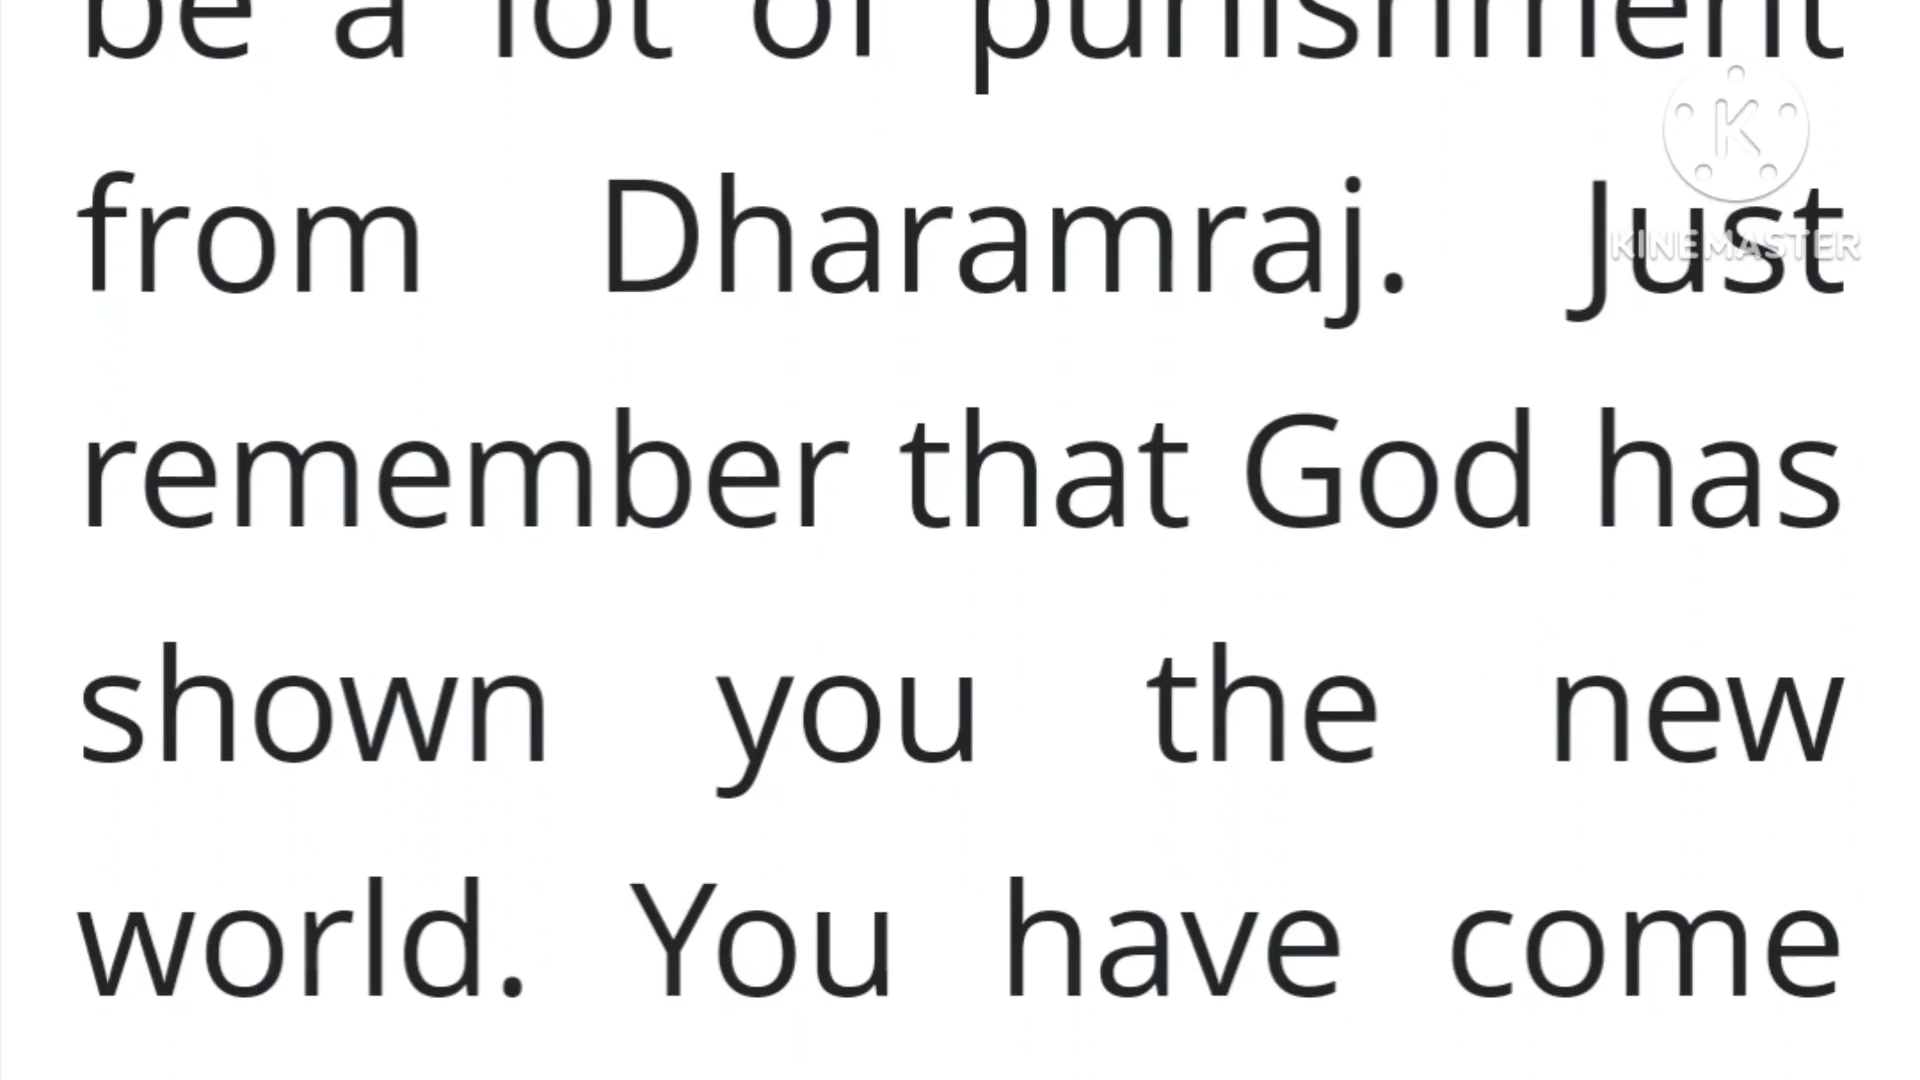 be a lot of punishment
from Dharamraj. Just
remember that God has
shown you the new
world. You have come
K
KINEMASTER